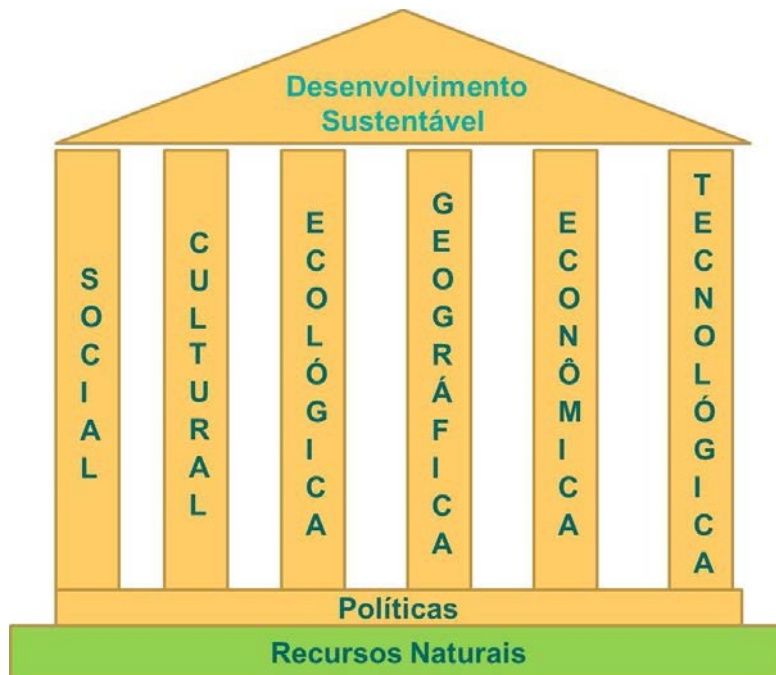 Desenvolvimento
Sustentável
SOCIAL
CULTURAL
ECOLÓGICA
GEOGRÁFICA
ECONÔMICA
TECNOLÓGICA
Políticas
Recursos Naturais